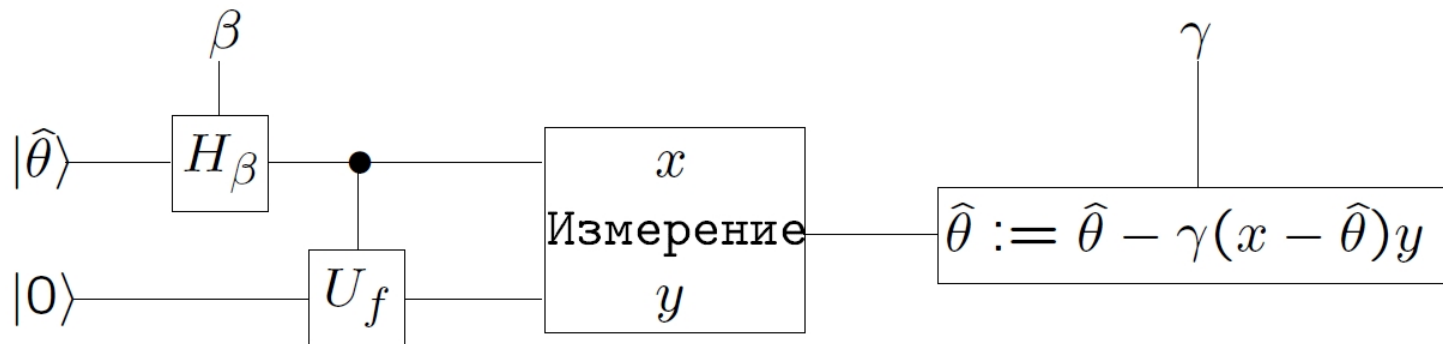 β γ
|θ̂⟩ H_β x
Измерение θ̂ := θ̂ − γ(x − θ̂)y
|0⟩ U_f y